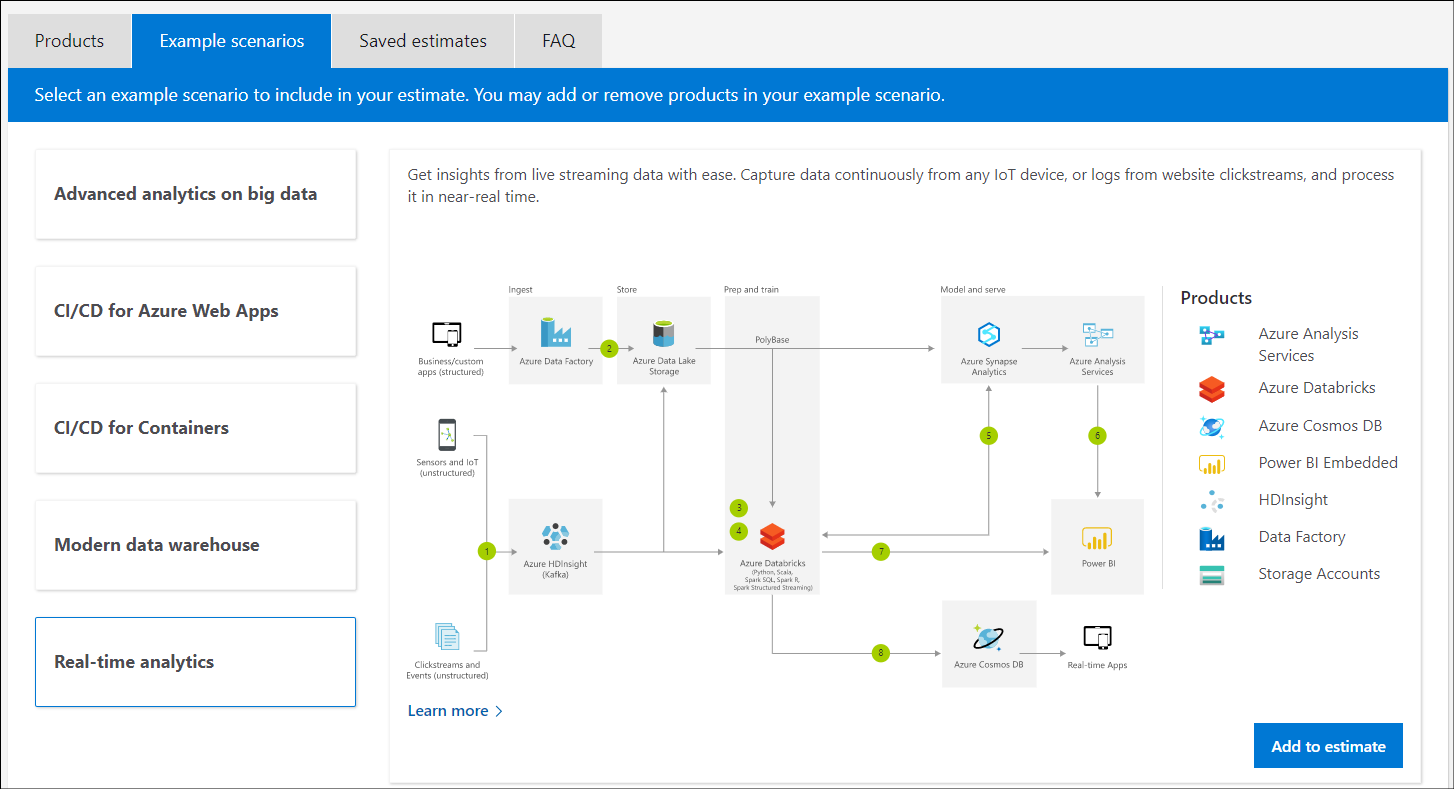 Products
Example scenarios
Saved estimates
FAQ
Select an example scenario to include in your estimate. You may add or remove products in your example scenario.
Advanced analytics on big data
CI/CD for Azure Web Apps
CI/CD for Containers
Modern data warehouse
Real-time analytics
Get insights from live streaming data with ease. Capture data continuously from any IoT device, or logs from website clickstreams, and process
it in near-real time.
Ingest
Store
Prep and train
Model and serve
Business/custom
apps (structured)
Azure Data Factory
2
Azure Data Lake
Storage
PolyBase
Azure Synapse
Analytics
Azure Analysis
Services
Sensors and IoT
(unstructured)
5
6
1
Azure HDInsight
(Kafka)
3
4
Azure Databricks
(Python, Scala,
Spark SQL, Spark R,
Spark Structured Streaming)
7
Power BI
Clickstreams and
Events (unstructured)
8
Azure Cosmos DB
Real-time Apps
Learn more
Products
Azure Analysis
Services
Azure Databricks
Azure Cosmos DB
Power BI Embedded
HDInsight
Data Factory
Storage Accounts
Add to estimate